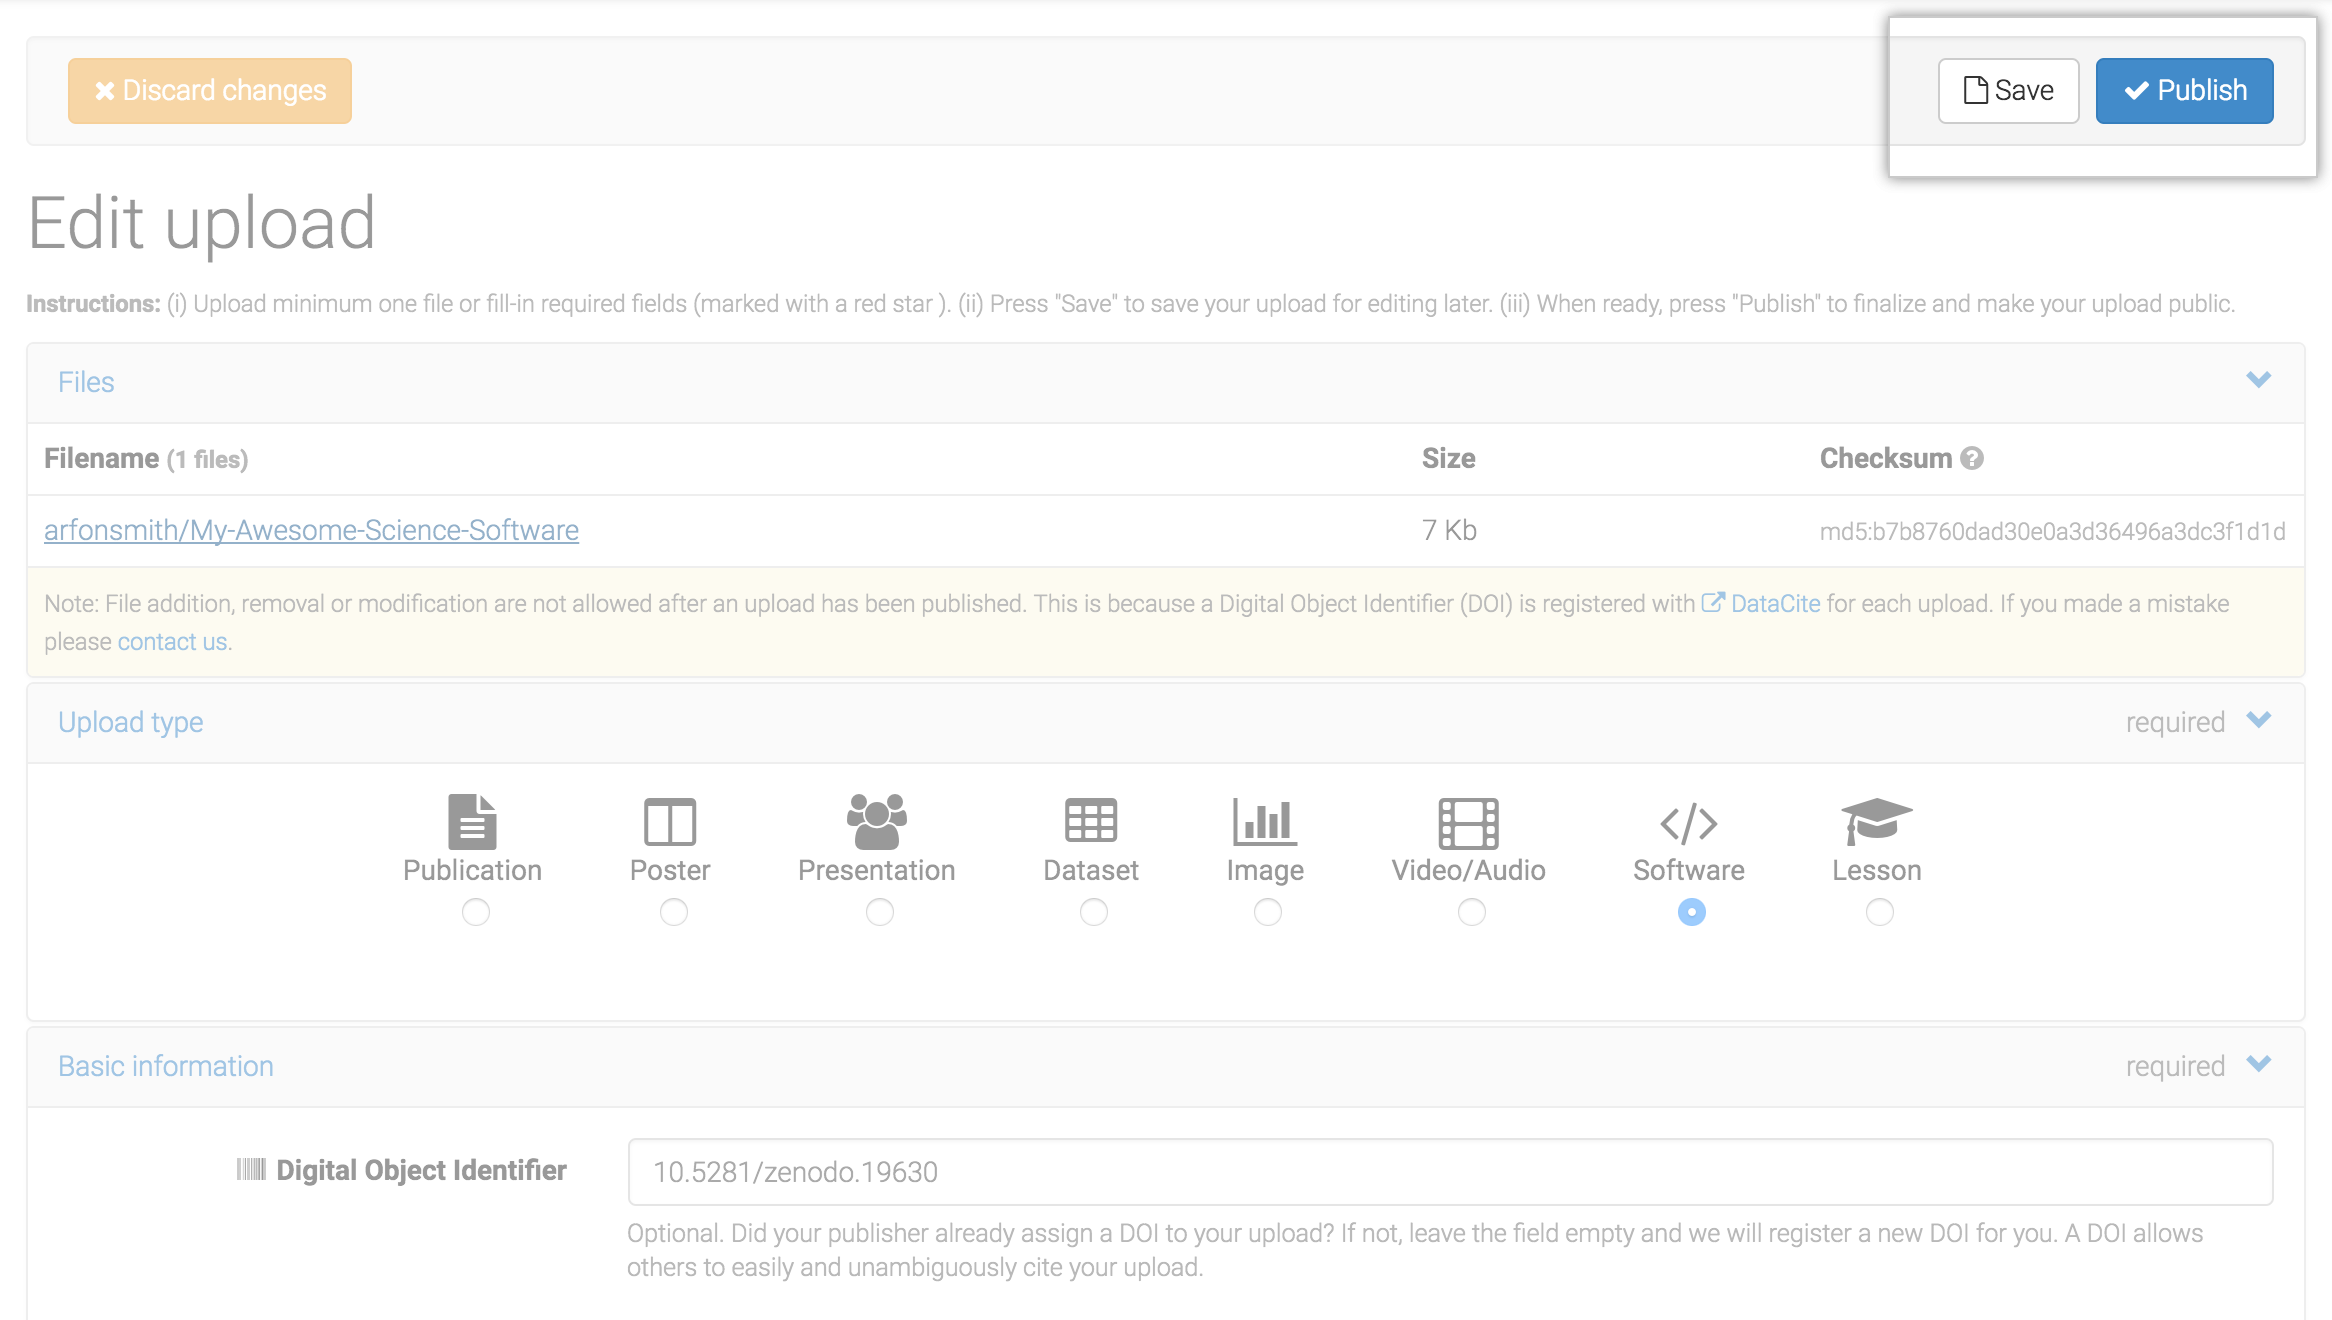 Discard changes
Save
Publish
Edit upload
Instructions: (i) Upload minimum one file or fill-in required fields (marked with a red star ). (ii) Press "Save" to save your upload for editing later. (iii) When ready, press "Publish" to finalize and make your upload public.
Files
Filename (1 files) Size Checksum
arfonsmith/My-Awesome-Science-Software 7 Kb md5:b7b8760dad30e0a3d36496a3dc3f1d1d
Note: File addition, removal or modification are not allowed after an upload has been published. This is because a Digital Object Identifier (DOI) is registered with DataCite for each upload. If you made a mistake
please contact us.
Upload type required
Publication Poster Presentation Dataset Image Video/Audio Software Lesson
Basic information required
Digital Object Identifier 10.5281/zenodo.19630
Optional. Did your publisher already assign a DOI to your upload? If not, leave the field empty and we will register a new DOI for you. A DOI allows
others to easily and unambiguously cite your upload.